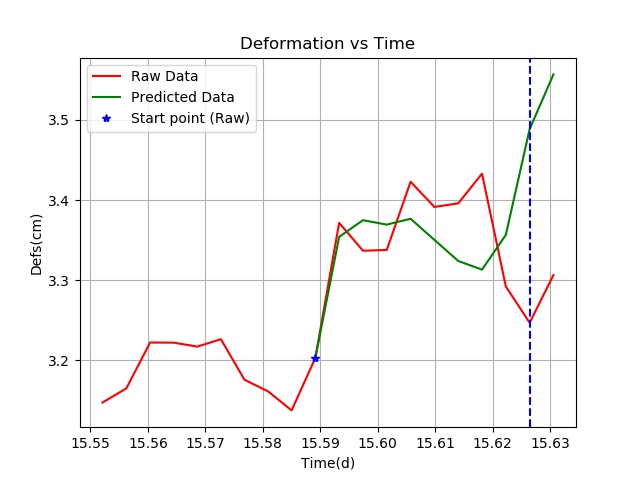 Deformation vs Time
Raw Data
Predicted Data
Start point (Raw)
Defs(cm)
3.5
3.4
3.3
3.2
15.55 15.56 15.57 15.58 15.59 15.60 15.61 15.62 15.63
Time(d)